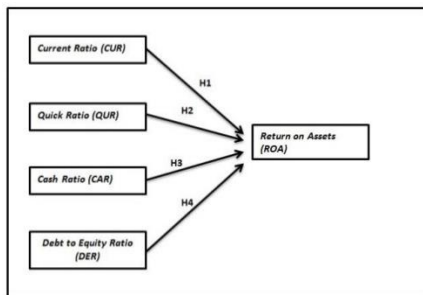 Current Ratio (CUR)
H1
Quick Ratio (QUR)
H2
Return on Assets
(ROA)
Cash Ratio (CAR)
H3
H4
Debt to Equity Ratio
(DER)